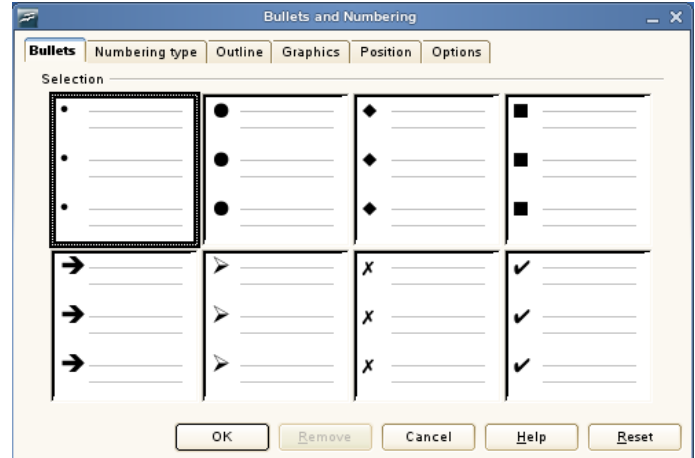 Bullets and Numbering
Bullets Numbering type Outline Graphics Position Options
Selection
OK Remove Cancel Help Reset